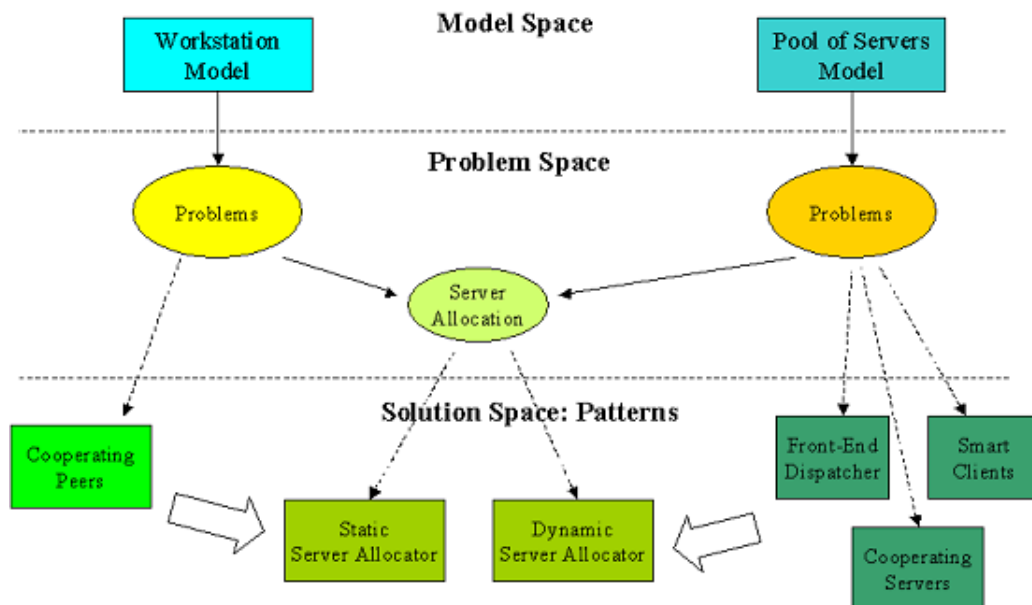 Model Space
Workstation
Model
Pool of Servers
Model
Problem Space
Problems
Problems
Server
Allocation
Solution Space: Patterns
Cooperating
Peers
Front-End
Dispatcher
Smart
Clients
Static
Server Allocator
Dynamic
Server Allocator
Cooperating
Servers